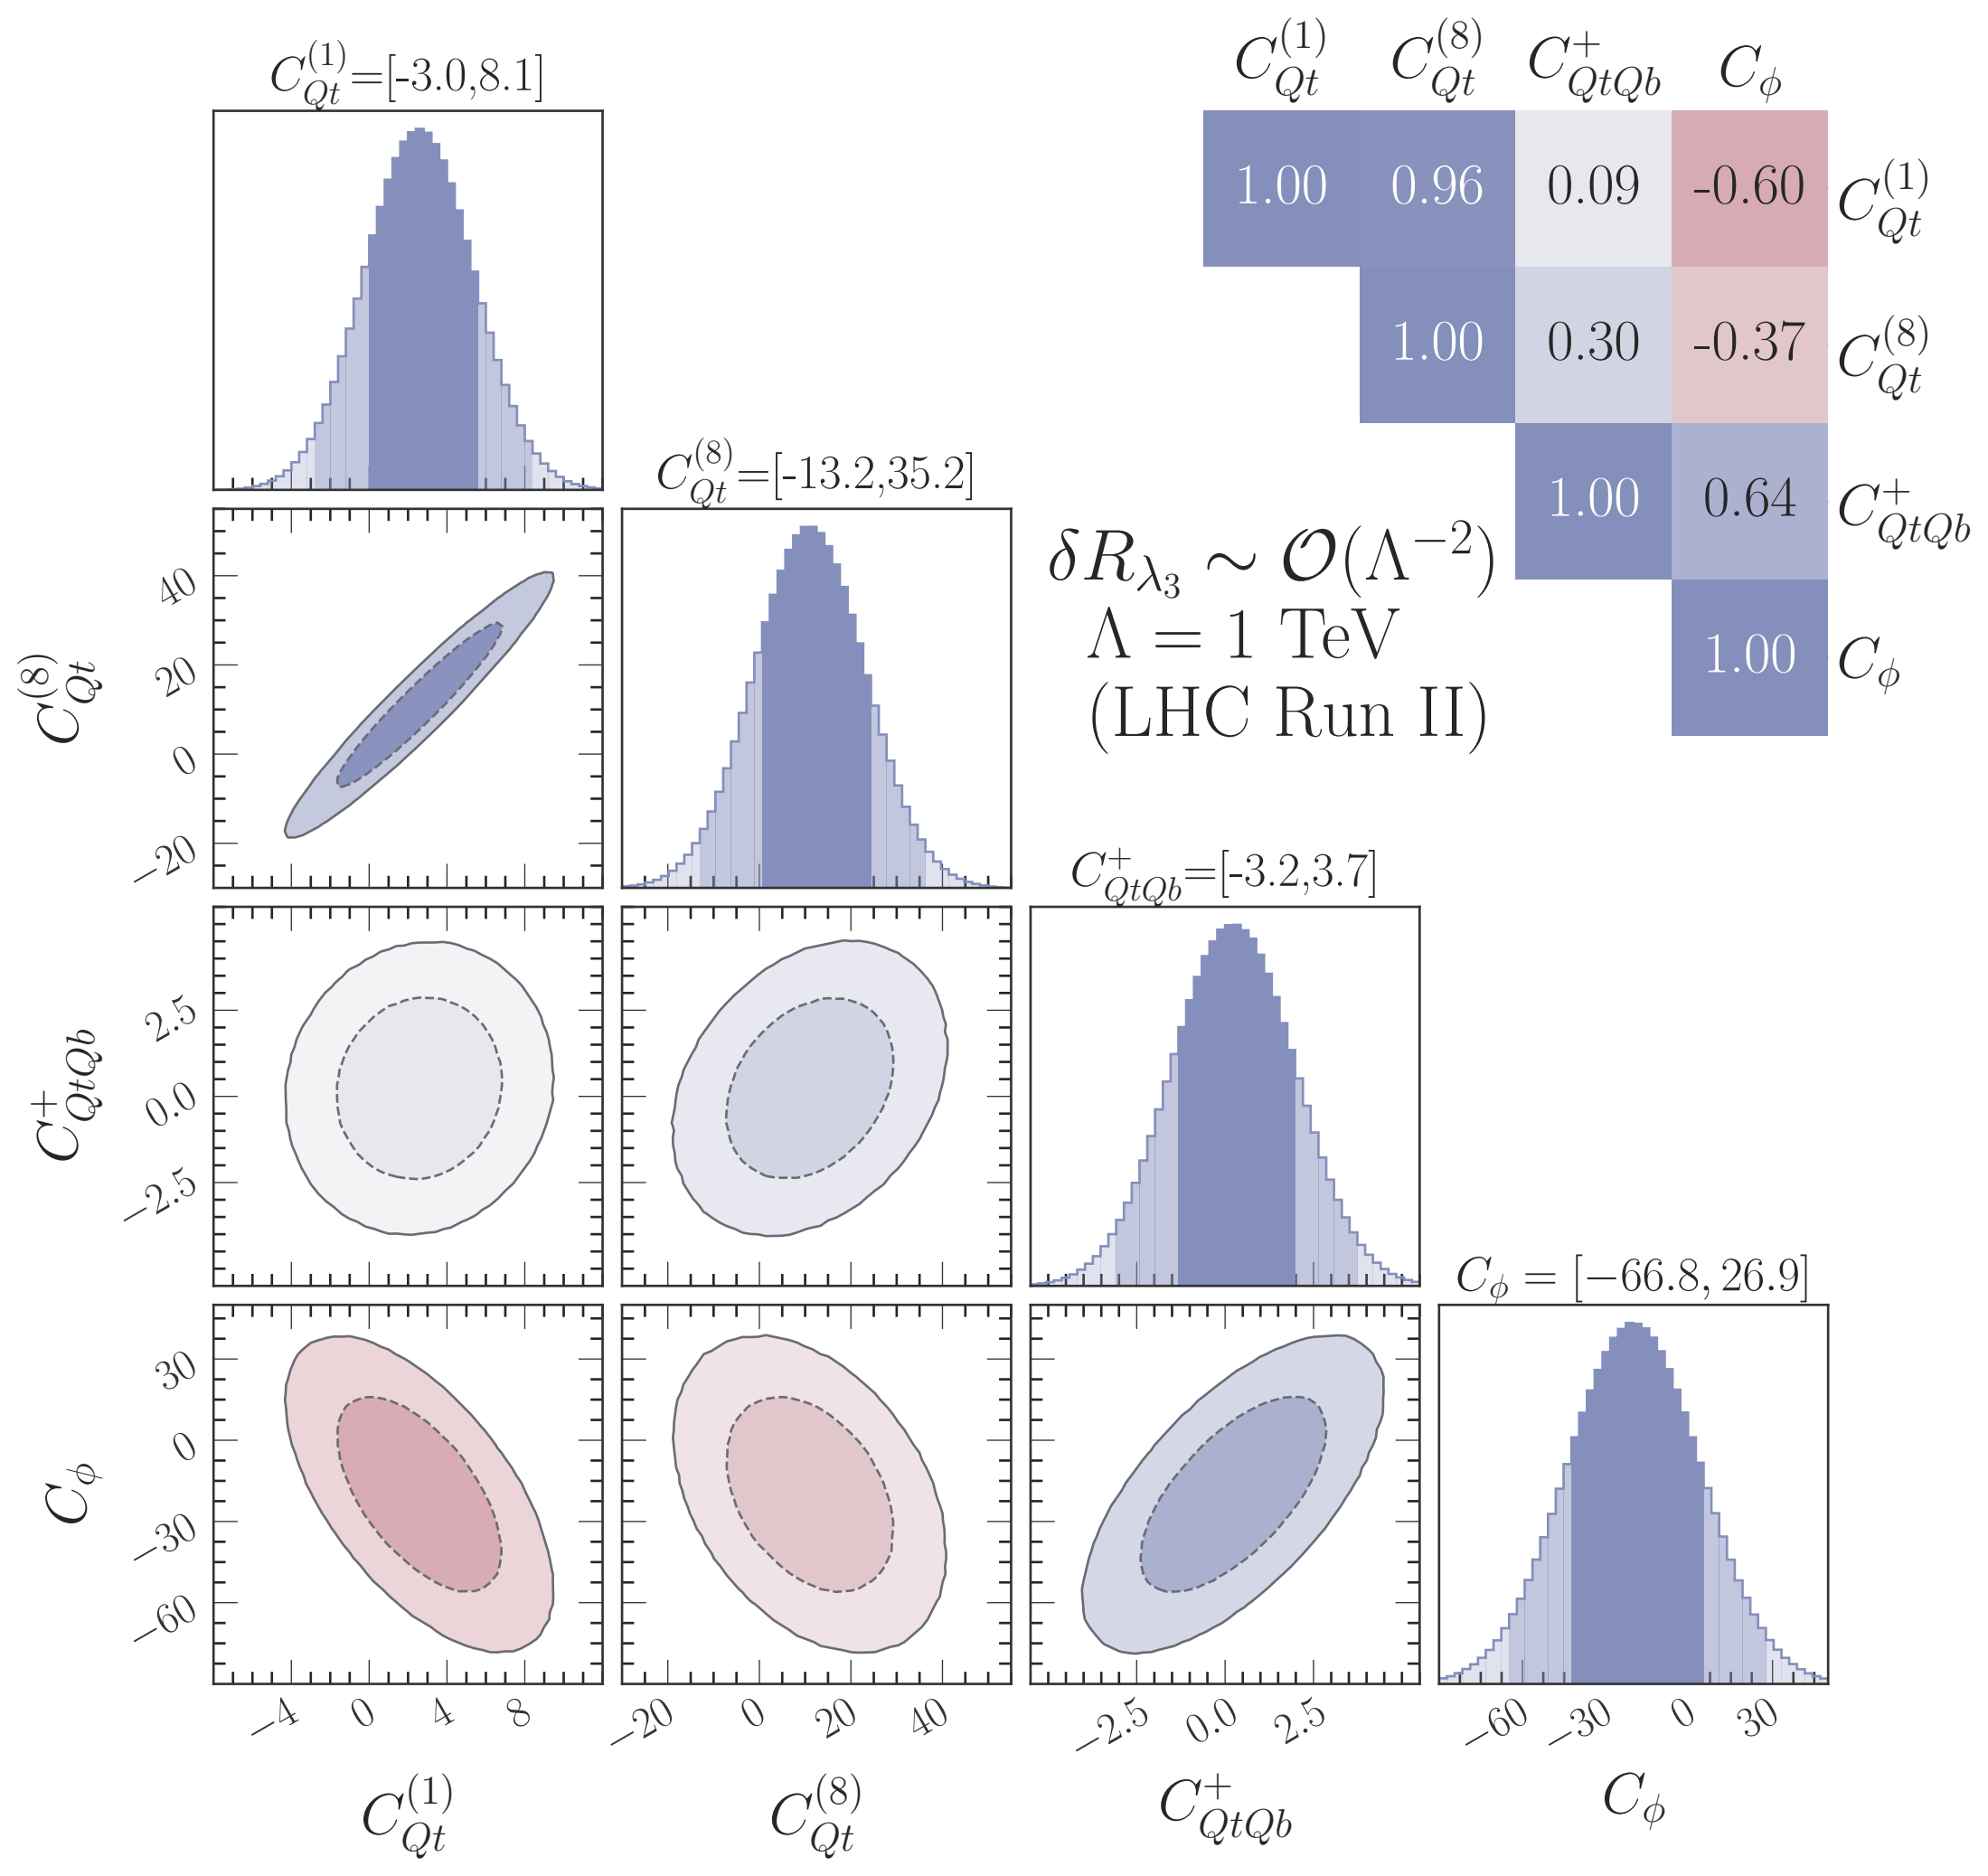 C_{Qt}^{(1)}=[-3.0,8.1]
C_{Qt}^{(1)} C_{Qt}^{(8)} C_{QtQb}^{+} C_ϕ
1.00 0.96 0.09 -0.60 C_{Qt}^{(1)}
1.00 0.30 -0.37 C_{Qt}^{(8)}
1.00 0.64 C_{QtQb}^{+}
1.00 C_ϕ
C_{Qt}^{(8)}=[-13.2,35.2]
δR_{λ_3} ∼ 𝒪(Λ^{−2})
Λ = 1 TeV
(LHC Run II)
C_{Qt}^{(8)}
40
20
0
−20
C_{QtQb}^{+}=[-3.2,3.7]
C_{QtQb}^{+}
2.5
0.0
−2.5
C_ϕ = [−66.8, 26.9]
C_ϕ
30
0
−30
−60
−4 0 4 8
−20 0 20 40
−2.5 0.0 2.5
−60 −30 0 30
C_{Qt}^{(1)} C_{Qt}^{(8)} C_{QtQb}^{+} C_ϕ